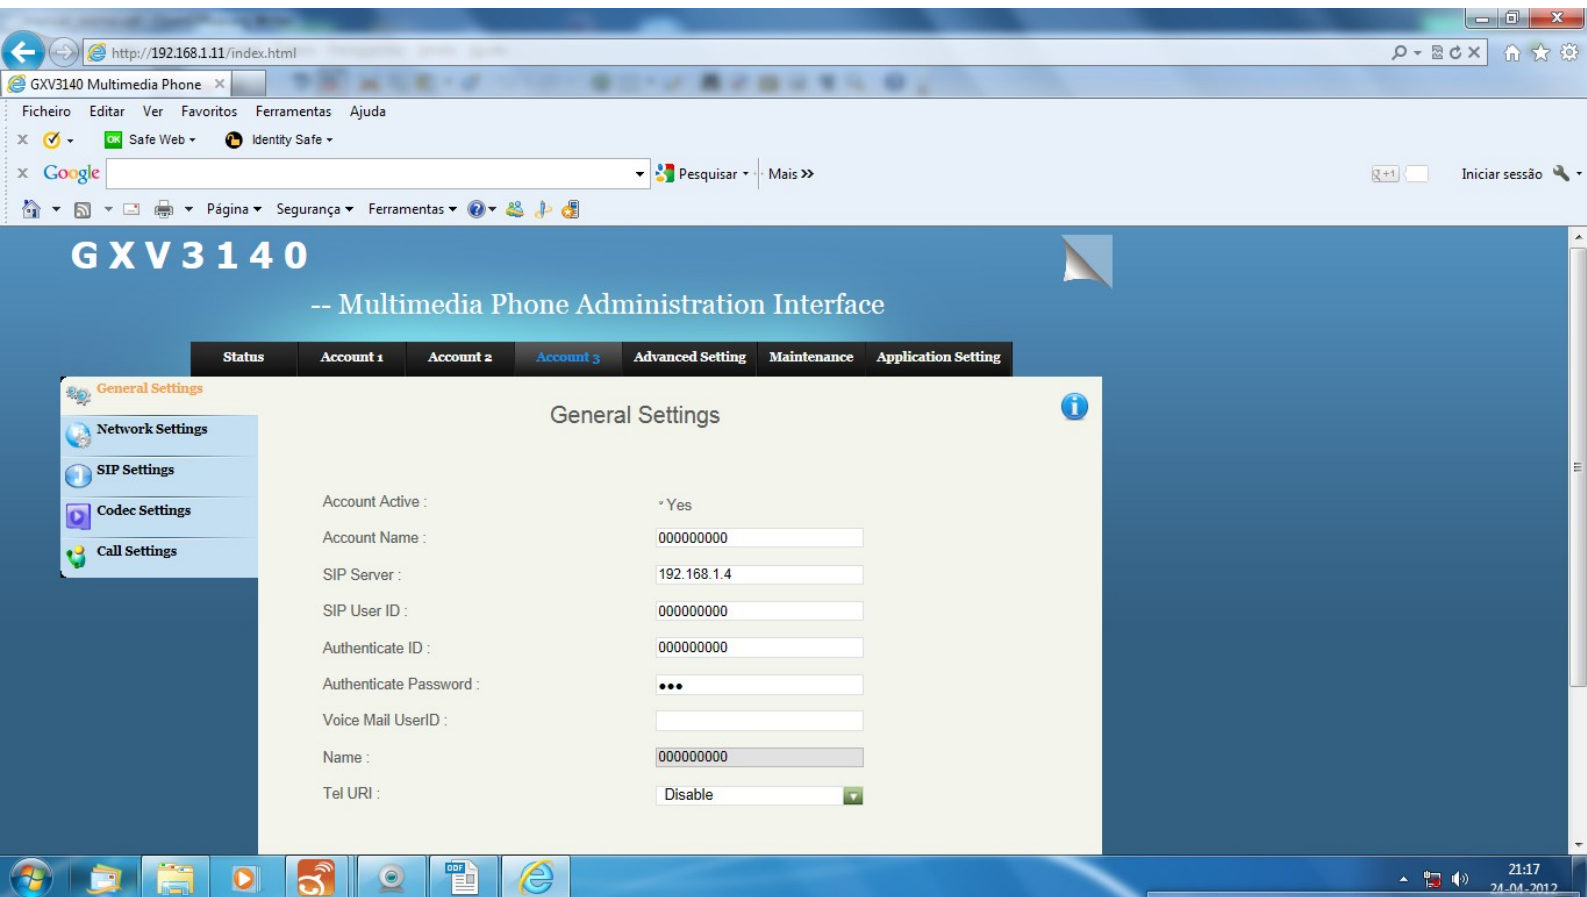 http://192.168.1.11/index.html
GXV3140 Multimedia Phone
Ficheiro Editar Ver Favoritos Ferramentas Ajuda
OK Safe Web Identity Safe
Google Pesquisar Mais >> +1 Iniciar sessão
Página Segurança Ferramentas
GXV3140
-- Multimedia Phone Administration Interface
Status Account 1 Account 2 Account 3 Advanced Setting Maintenance Application Setting
General Settings
Network Settings
SIP Settings
Codec Settings
Call Settings
General Settings
Account Active : Yes
Account Name : 000000000
SIP Server : 192.168.1.4
SIP User ID : 000000000
Authenticate ID : 000000000
Authenticate Password : •••
Voice Mail UserID :
Name : 000000000
Tel URI : Disable
ODF
21:17
24-04-2012